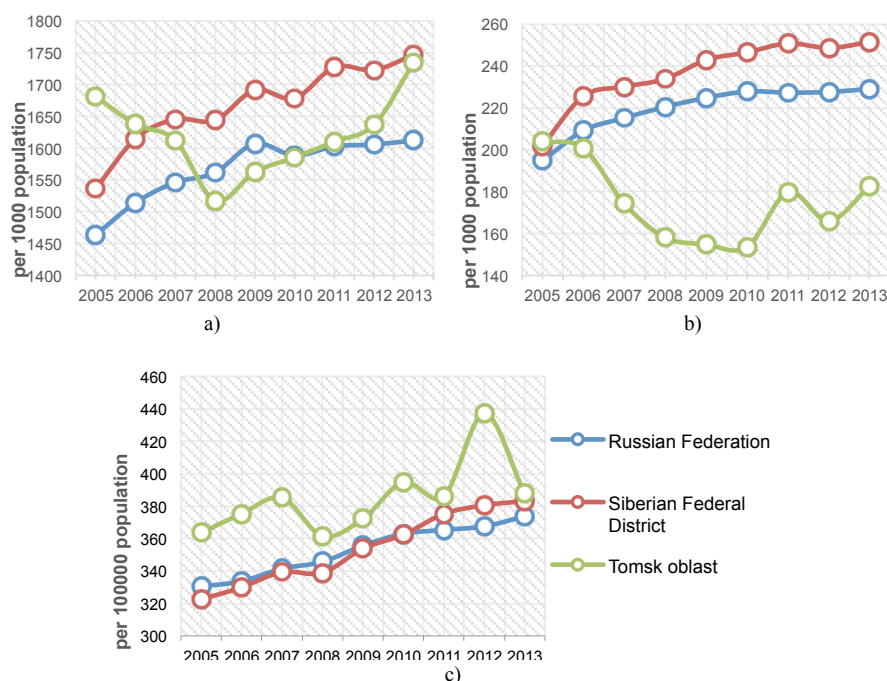 1750
1700
1650
1600
1550
1500
1450
1400
per 1000 population
2005 2006 2007 2008 2009 2010 2011 2012 2013
a)
260
240
220
200
180
160
140
per 1000 population
2005 2006 2007 2008 2009 2010 2011 2012 2013
b)
460
440
420
400
380
360
340
320
300
per 100000 population
2005 2006 2007 2008 2009 2010 2011 2012 2013
c)
Russian Federation
Siberian Federal
District
Tomsk oblast